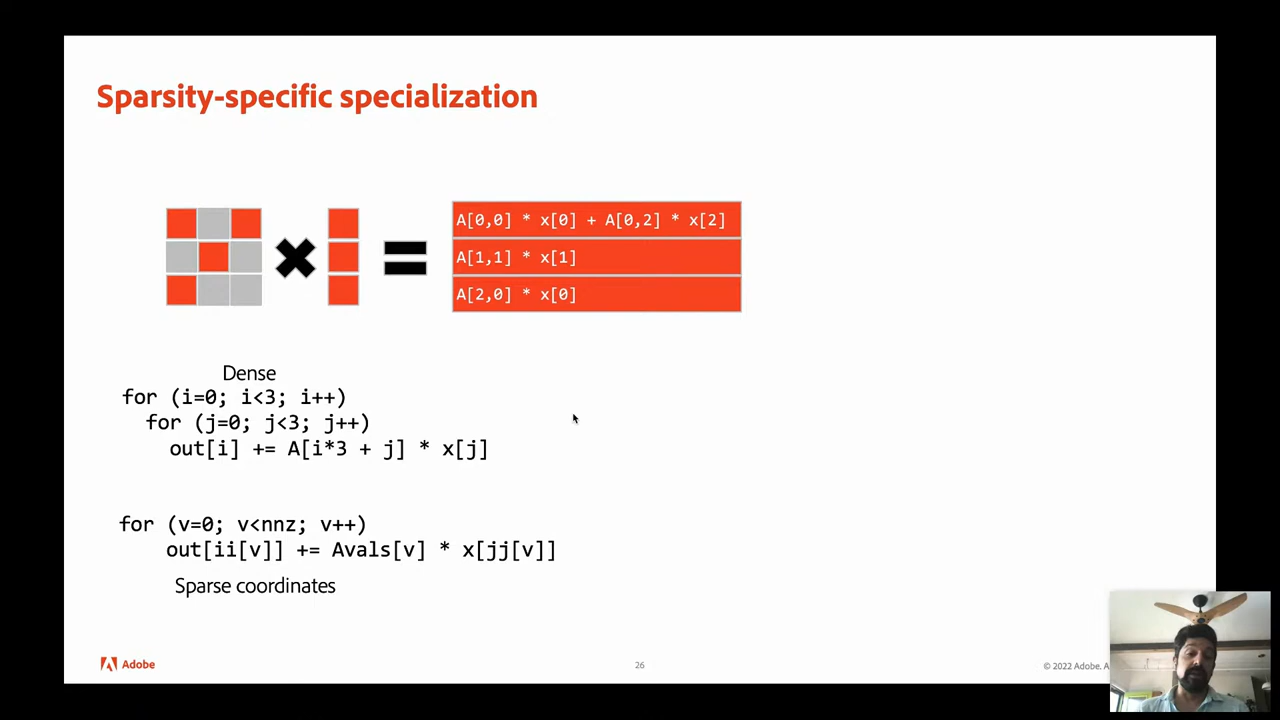 Sparsity-specific specialization
A[0,0] * x[0] + A[0,2] * x[2]
A[1,1] * x[1]
A[2,0] * x[0]
Dense
for (i=0; i<3; i++)
for (j=0; j<3; j++)
out[i] += A[i*3 + j] * x[j]
for (v=0; v<nnz; v++)
out[ii[v]] += Avals[v] * x[jj[v]]
Sparse coordinates
Adobe
26
© 2022 Adobe. A